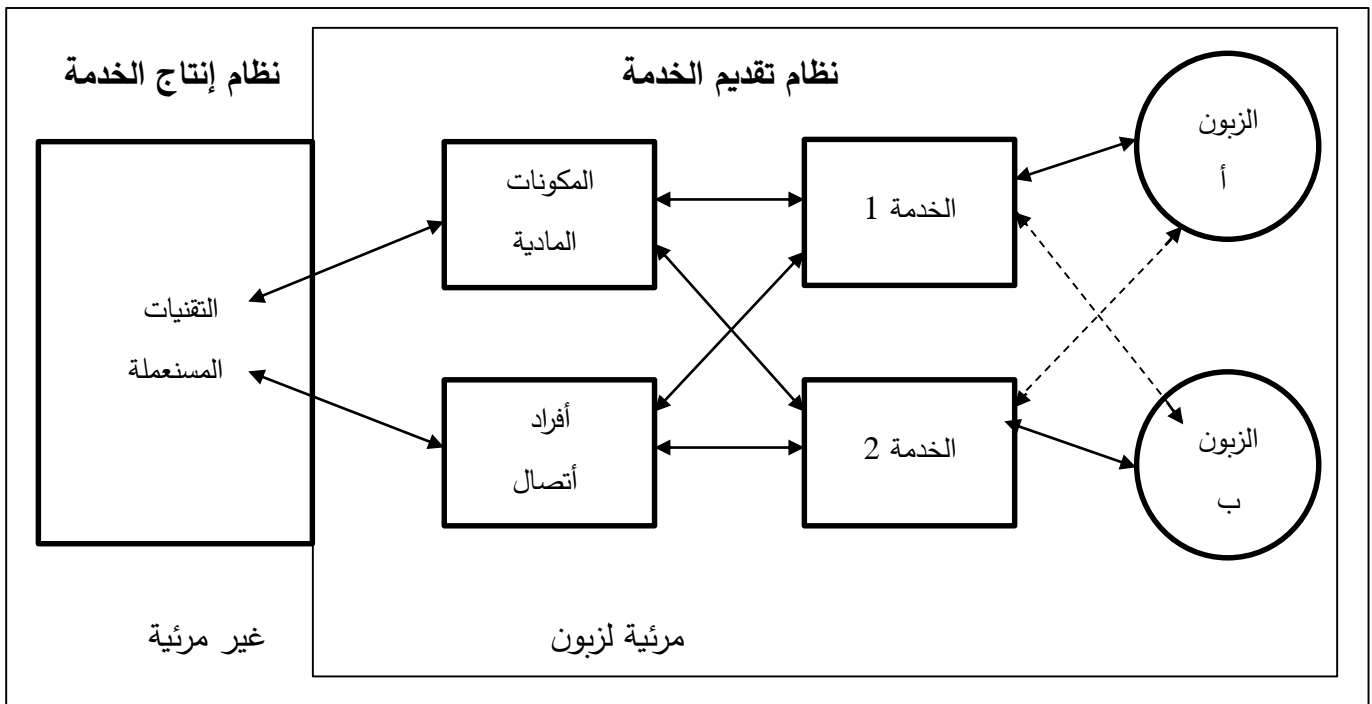 نظام تقديم الخدمة
نظام إنتاج الخدمة
الزبون
أ
الخدمة 1
المكونات
المادية
التقنيات
المسنعملة
الزبون
ب
الخدمة 2
أفراد
أتصال
مرئية لزبون
غير مرئية